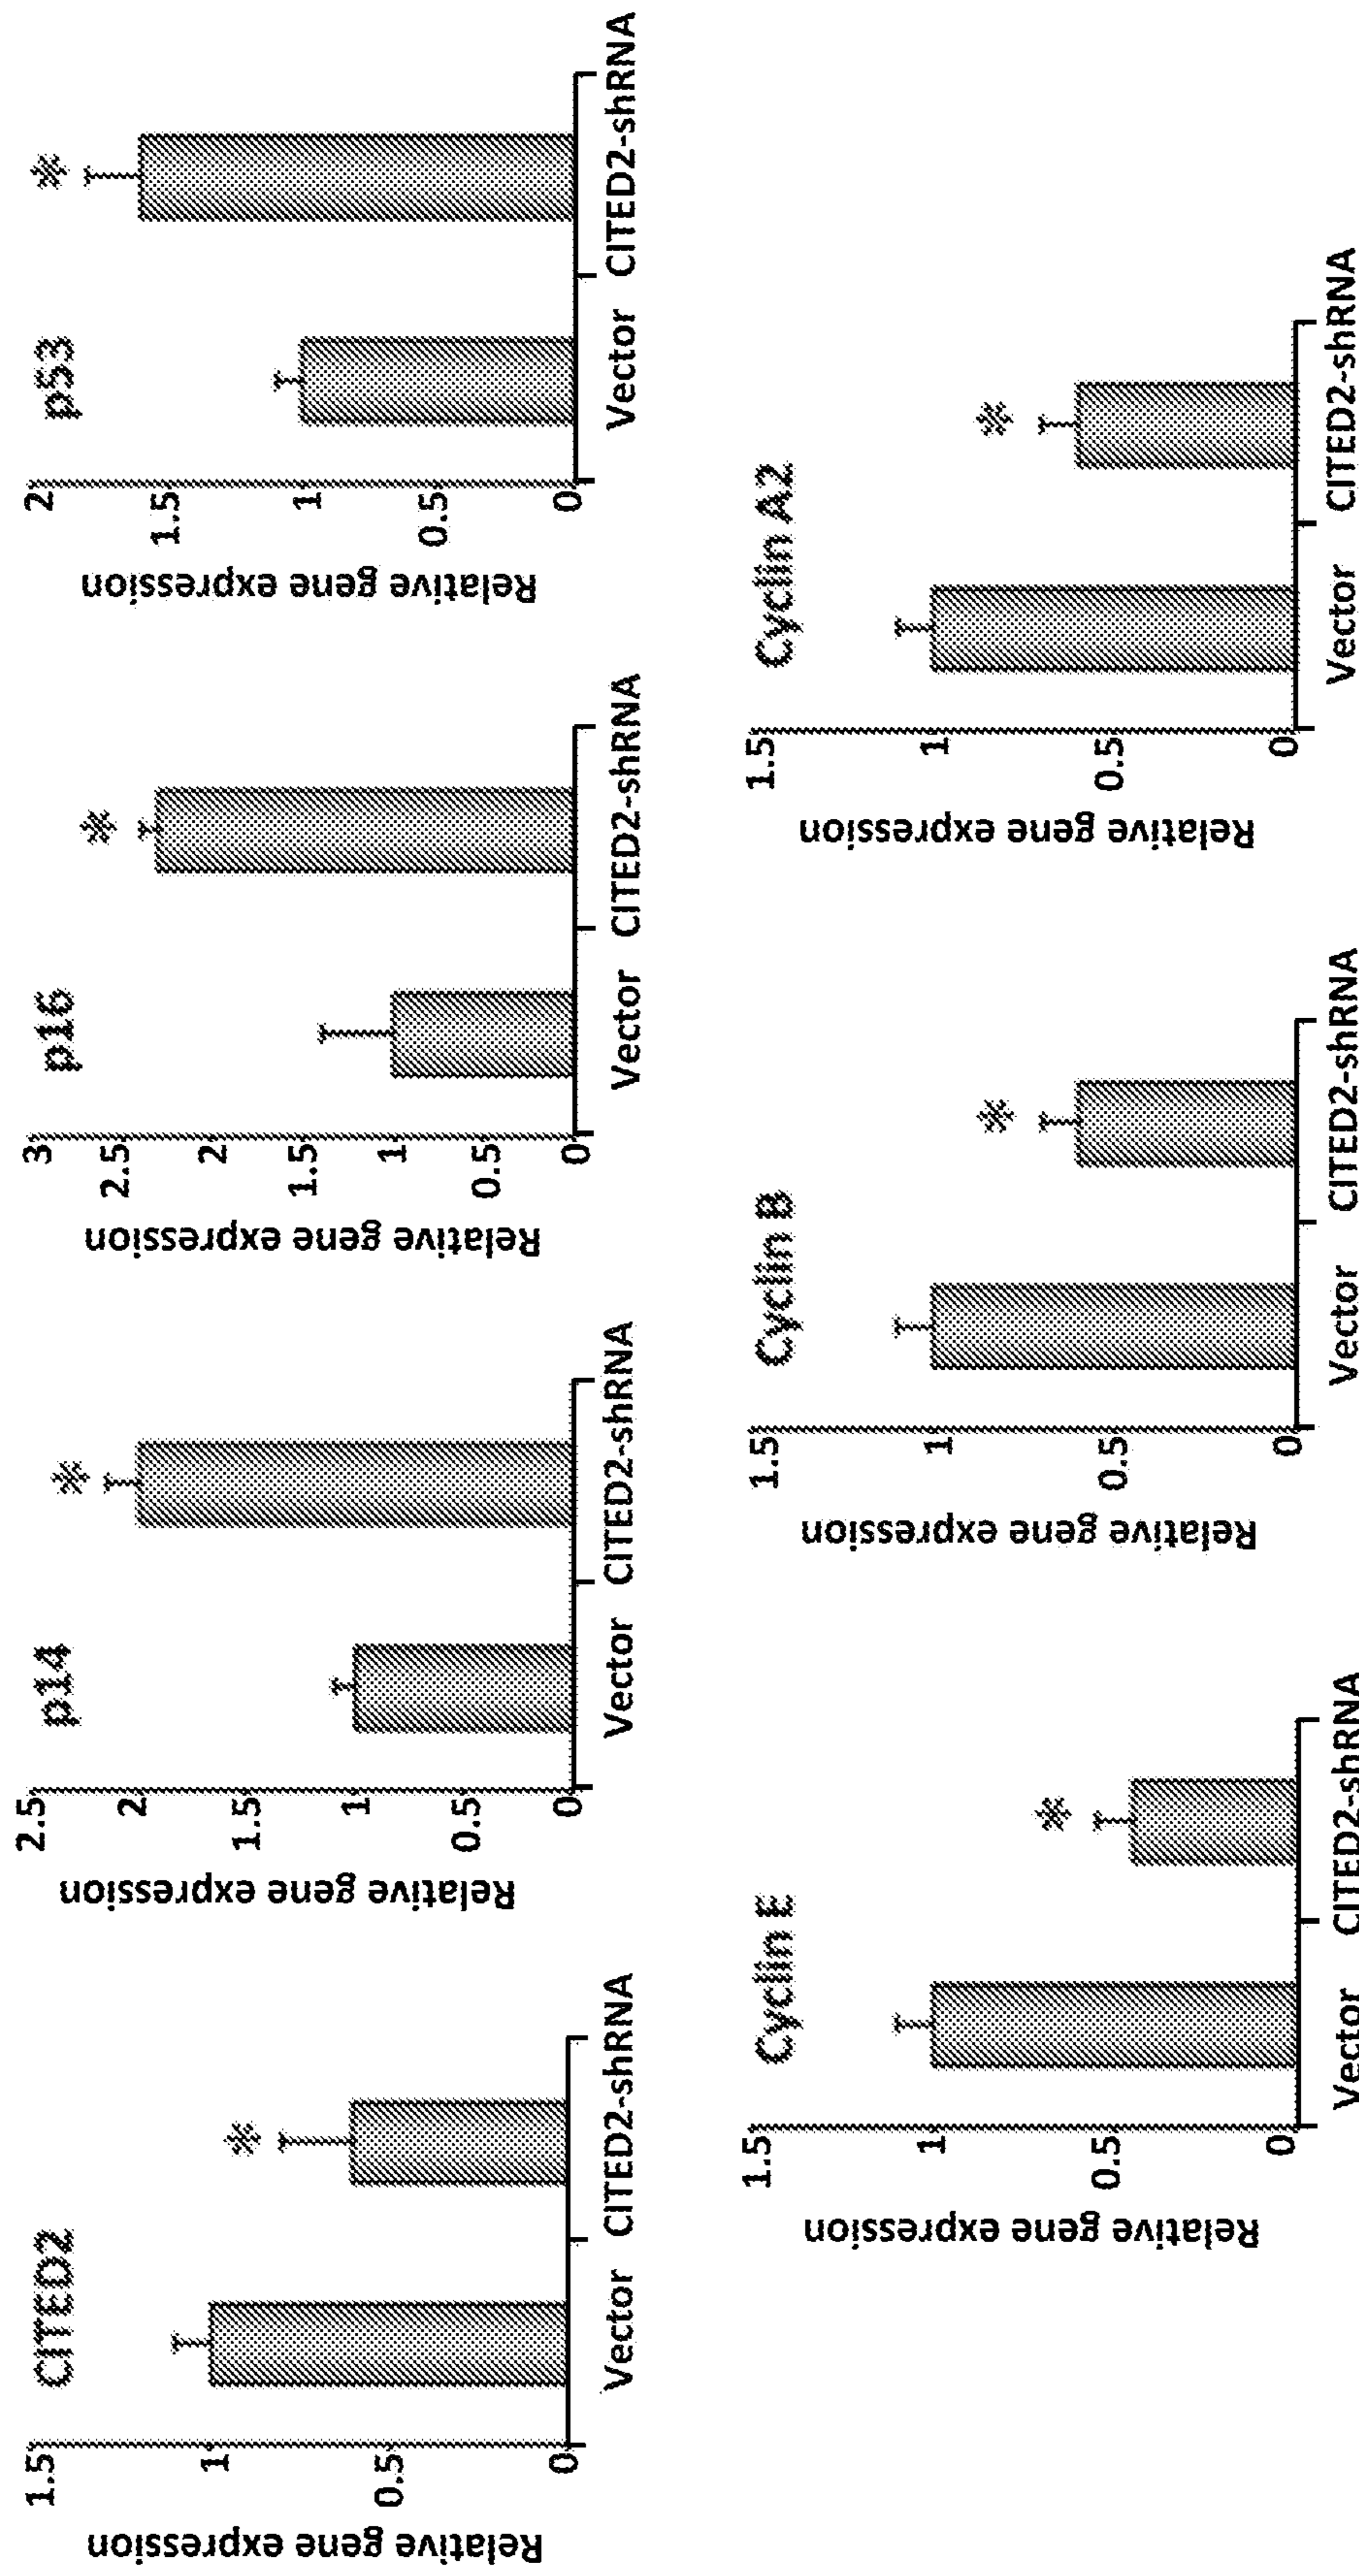 CITED2
Relative gene expression
1.5
1
0.5
0
Vector CITED2-shRNA
*
p14
Relative gene expression
2.5
2
1.5
1
0.5
0
Vector CITED2-shRNA
*
p16
Relative gene expression
3
2.5
2
1.5
1
0.5
0
Vector CITED2-shRNA
*
p53
Relative gene expression
2
1.5
1
0.5
0
Vector CITED2-shRNA
*
Cyclin E
Relative gene expression
1.5
1
0.5
0
Vector CITED2-shRNA
*
Cyclin B
Relative gene expression
1.5
1
0.5
0
Vector CITED2-shRNA
*
Cyclin A2
Relative gene expression
1.5
1
0.5
0
Vector CITED2-shRNA
*